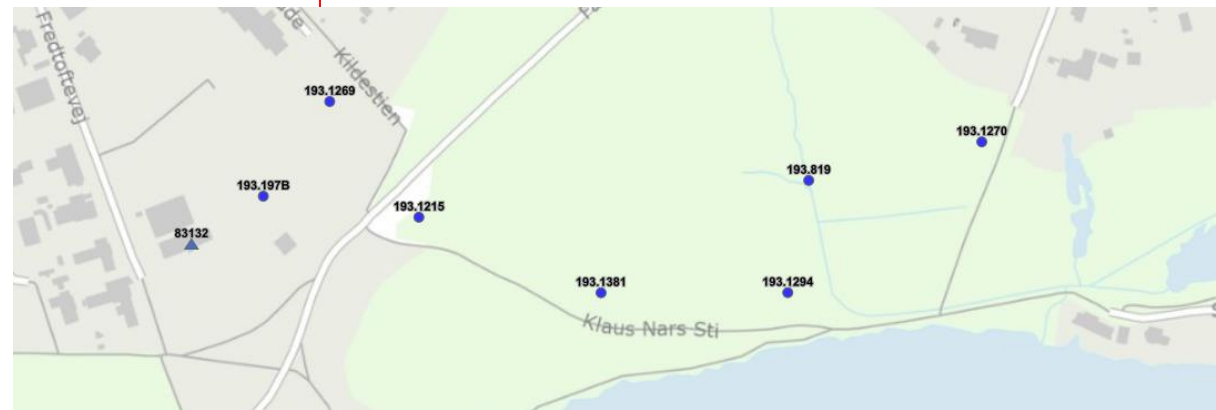 de
Fredtoftevej
Kildestien
193.1269
193.1270
193.819
193.197B
193.1215
83132
193.1381
193.1294
Klaus Nars Sti